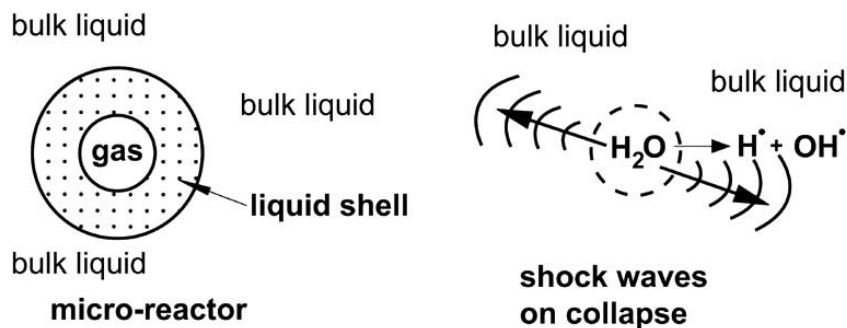 bulk liquid
gas
bulk liquid
liquid shell
bulk liquid
micro-reactor
bulk liquid
bulk liquid
H₂O → H• + OH•
shock waves
on collapse